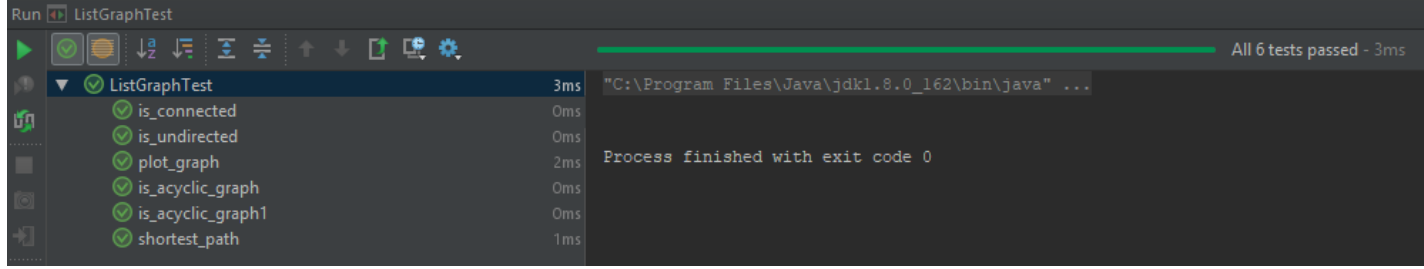 Run ListGraphTest
All 6 tests passed - 3ms
ListGraphTest 3ms
is_connected 0ms
is_undirected 0ms
plot_graph 2ms
is_acyclic_graph 0ms
is_acyclic_graph1 0ms
shortest_path 1ms
"C:\Program Files\Java\jdk1.8.0_162\bin\java" ...
Process finished with exit code 0